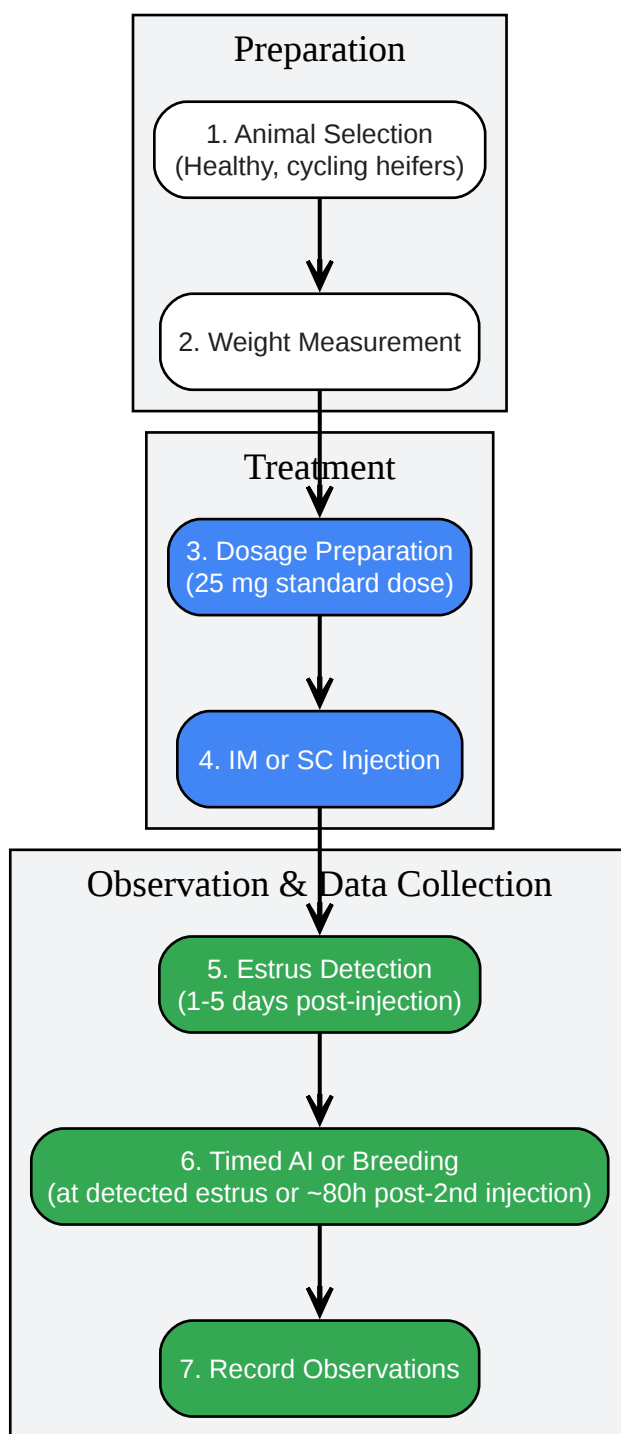 Preparation
1. Animal Selection
(Healthy, cycling heifers)
2. Weight Measurement
Treatment
3. Dosage Preparation
(25 mg standard dose)
4. IM or SC Injection
Observation & Data Collection
5. Estrus Detection
(1-5 days post-injection)
6. Timed AI or Breeding
(at detected estrus or ~80h post-2nd injection)
7. Record Observations